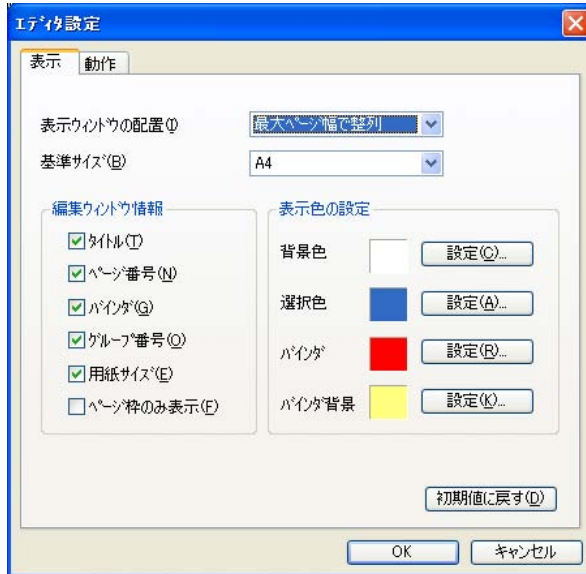 エディタ設定
表示 動作
表示ウィンドウの配置(I) 最大ページ幅で整列
基準サイズ(B) A4
編集ウィンドウ情報
タイトル(T)
ページ番号(N)
バインダ(G)
グループ番号(O)
用紙サイズ(E)
ページ枠のみ表示(F)
表示色の設定
背景色 設定(C)...
選択色 設定(A)...
バインダ 設定(R)...
バインダ背景 設定(K)...
初期値に戻す(D)
OK キャンセル